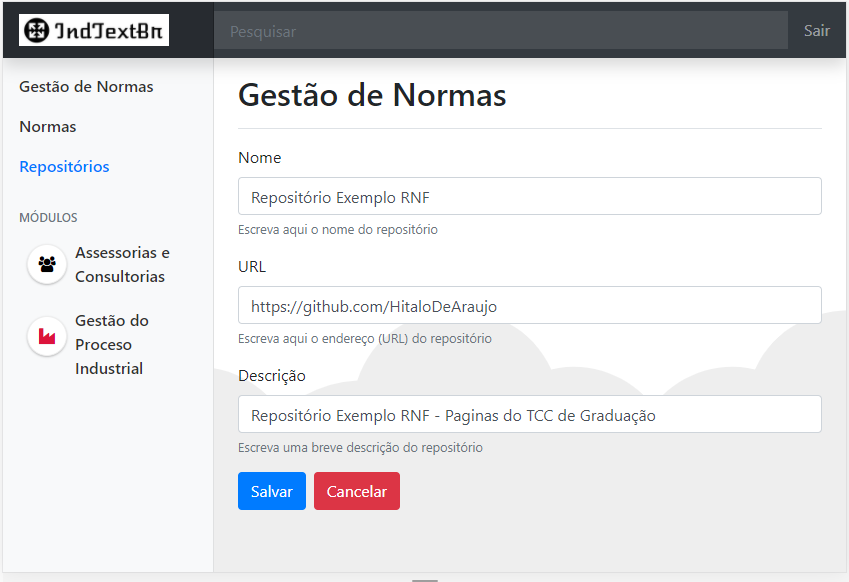 IndTextBr
Pesquisar
Sair
Gestão de Normas
Normas
Repositórios
MÓDULOS
Assessorias e
Consultorias
Gestão do
Proceso
Industrial
Gestão de Normas
Nome
Repositório Exemplo RNF
Escreva aqui o nome do repositório
URL
https://github.com/HitaloDeAraujo
Escreva aqui o endereço (URL) do repositório
Descrição
Repositório Exemplo RNF - Paginas do TCC de Graduação
Escreva uma breve descrição do repositório
Salvar
Cancelar